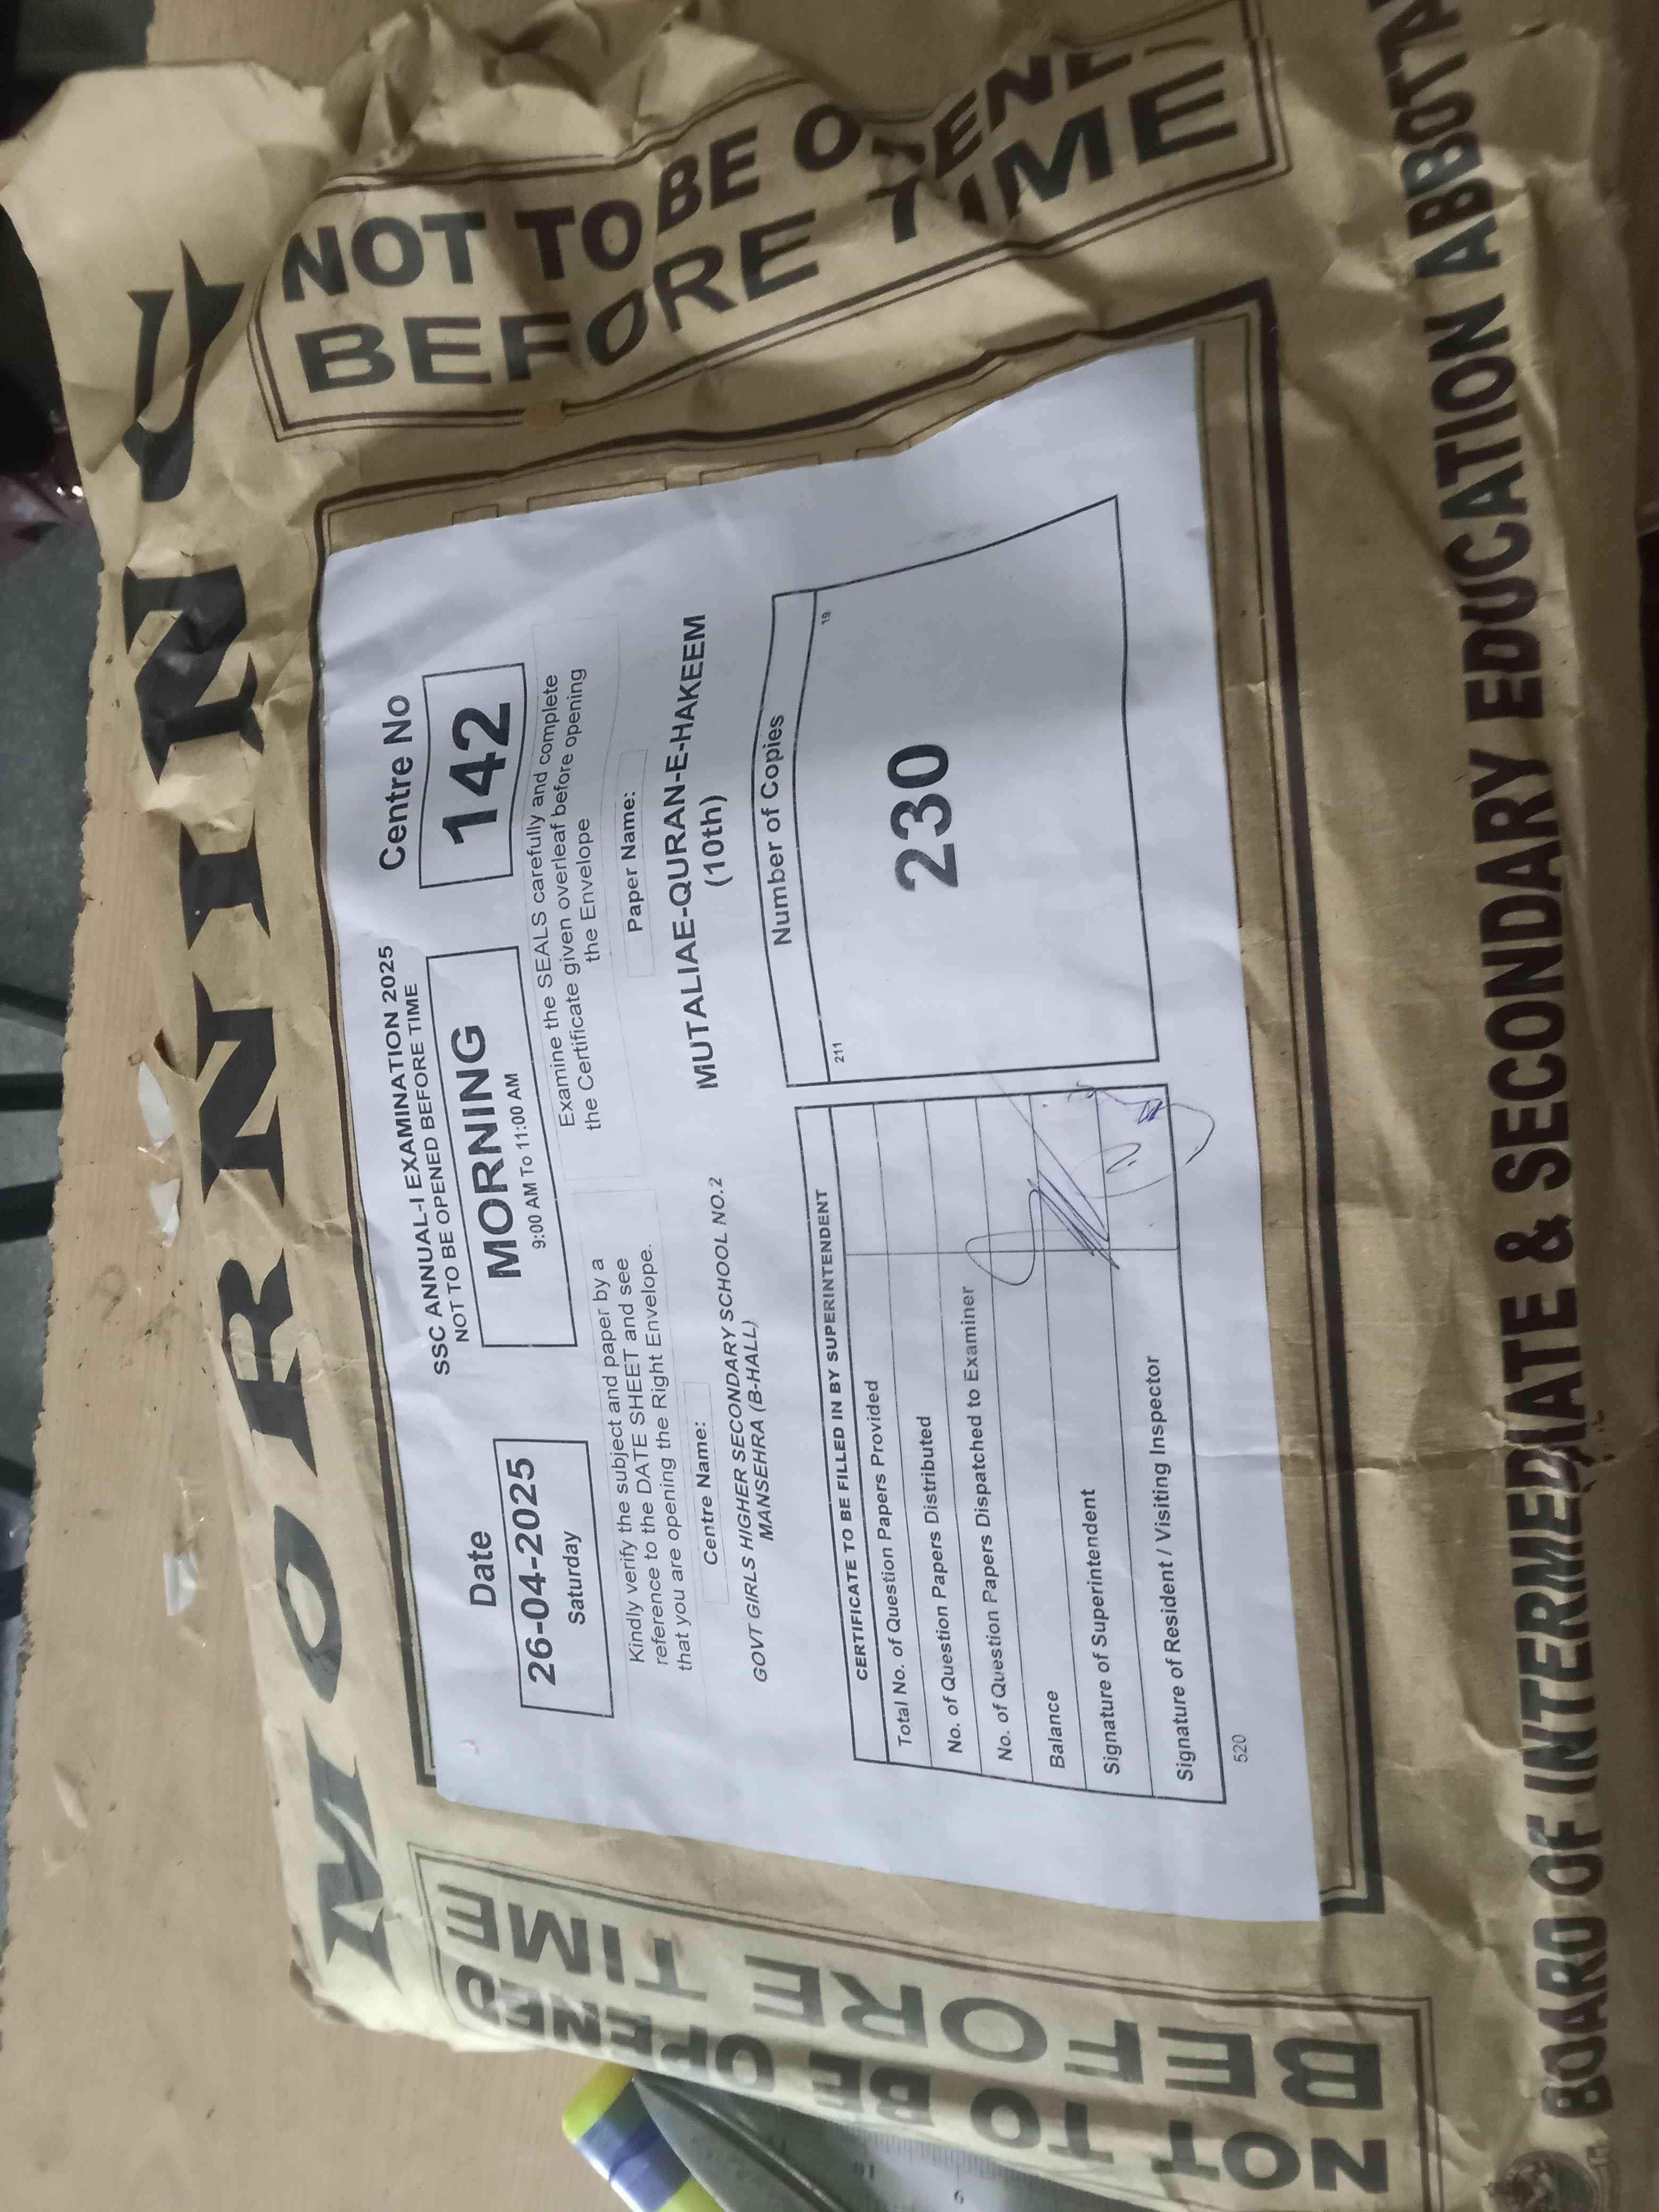 MORNING
NOT TO BE OPENED
BEFORE TIME
NOT TO BE OPENED
BEFORE TIME
SSC ANNUAL-I EXAMINATION 2025
NOT TO BE OPENED BEFORE TIME
Date
26-04-2025
Saturday
MORNING
9:00 AM To 11:00 AM
Centre No
142
Kindly verify the subject and paper by a
reference to the DATE SHEET and see
that you are opening the Right Envelope.
Examine the SEALS carefully and complete
the Certificate given overleaf before opening
the Envelope
Centre Name:
GOVT GIRLS HIGHER SECONDARY SCHOOL NO.2
MANSEHRA (B-HALL)
Paper Name:
MUTALIAE-QURAN-E-HAKEEM
(10th)
CERTIFICATE TO BE FILLED IN BY SUPERINTENDENT
Total No. of Question Papers Provided
No. of Question Papers Distributed
No. of Question Papers Dispatched to Examiner
Balance
Signature of Superintendent
Signature of Resident / Visiting Inspector
520
Number of Copies
211
19
230
BOARD OF INTERMEDIATE & SECONDARY EDUCATION